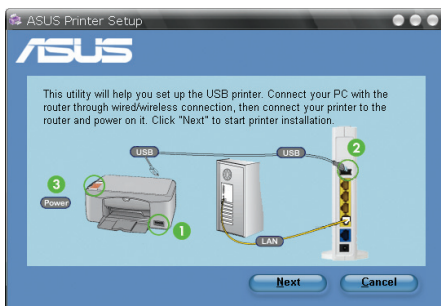 ASUS Printer Setup
ASUS
This utility will help you set up the USB printer. Connect your PC with the
router through wired/wireless connection, then connect your printer to the
router and power on it. Click "Next" to start printer installation.
USB
USB
2
3
Power
1
LAN
Next
Cancel